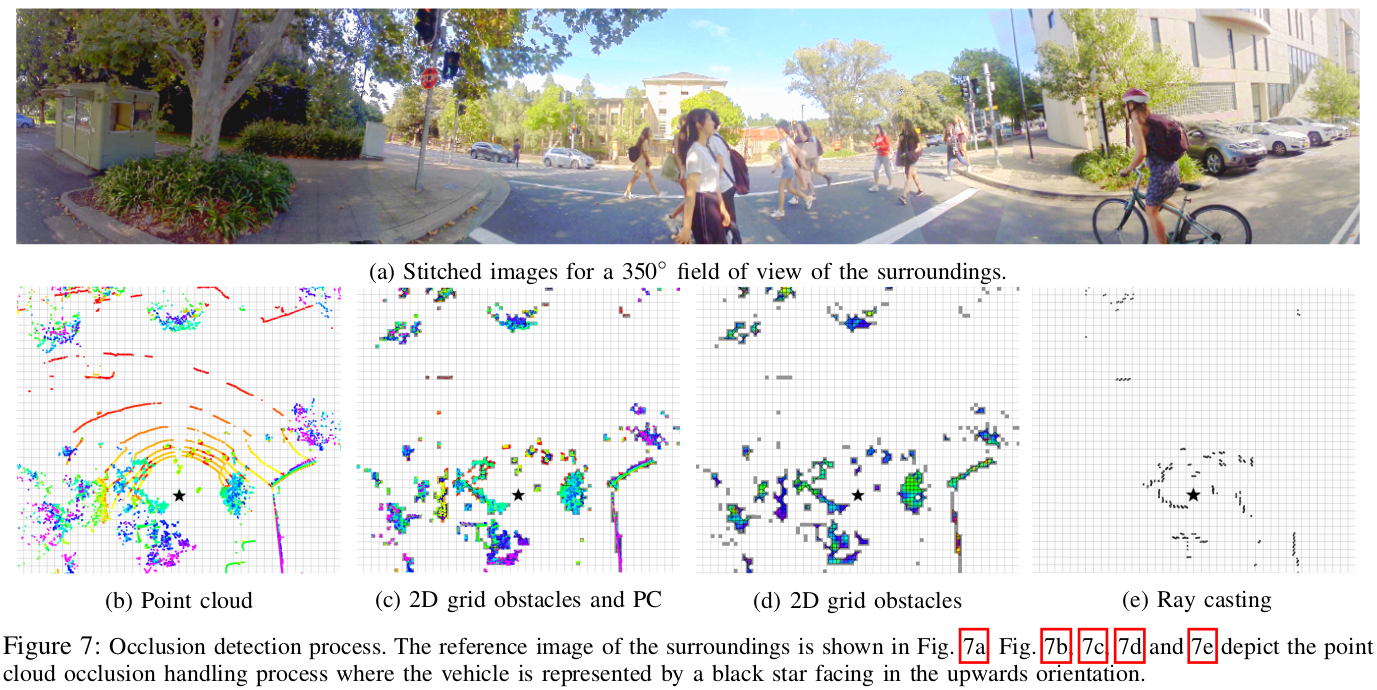 (a) Stitched images for a 350° field of view of the surroundings.
(b) Point cloud
(c) 2D grid obstacles and PC
(d) 2D grid obstacles
(e) Ray casting
Figure 7: Occlusion detection process. The reference image of the surroundings is shown in Fig. 7a. Fig. 7b, 7c, 7d and 7e depict the point
cloud occlusion handling process where the vehicle is represented by a black star facing in the upwards orientation.